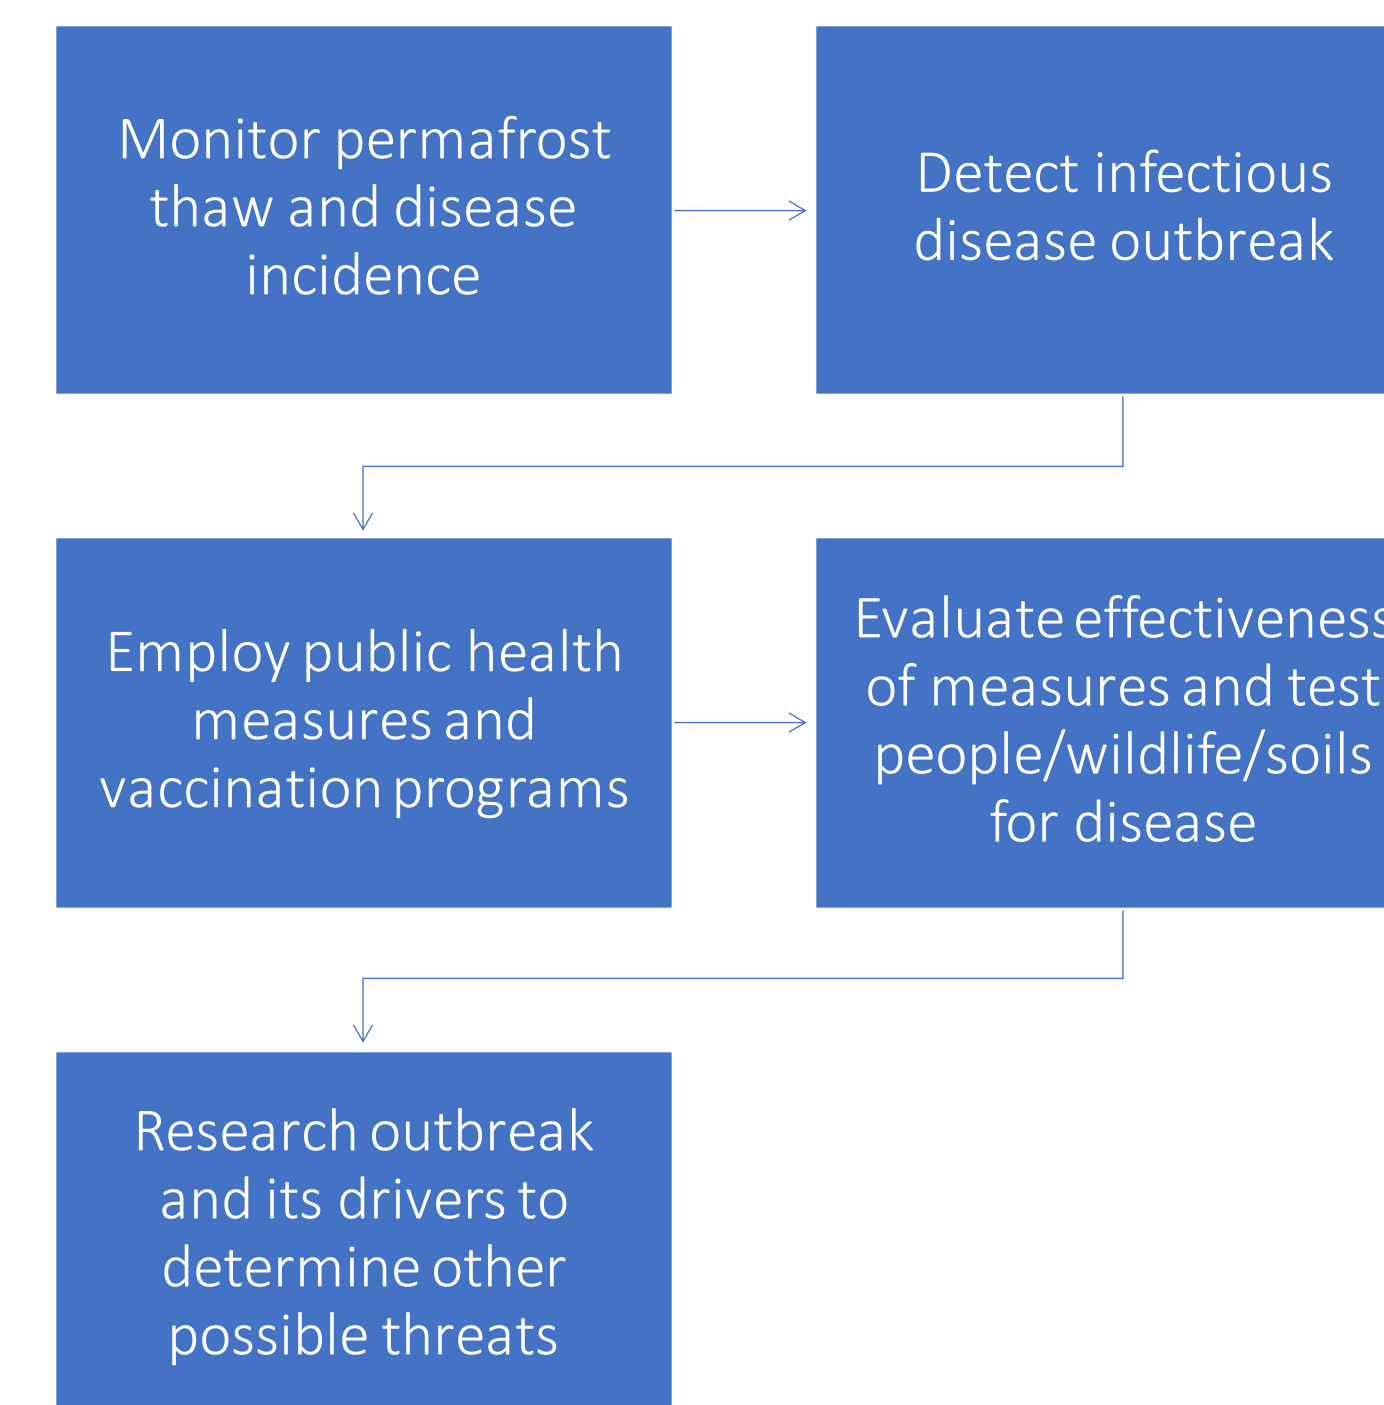 Monitor permafrost
thaw and disease
incidence
Detect infectious
disease outbreak
Employ public health
measures and
vaccination programs
Evaluate effectiveness
of measures and test
people/wildlife/soils
for disease
Research outbreak
and its drivers to
determine other
possible threats